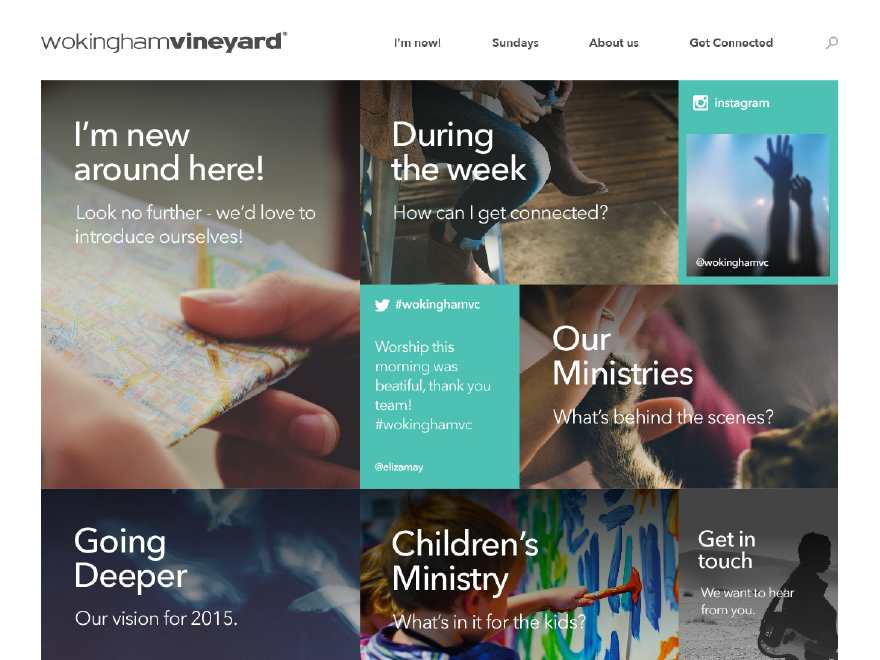 wokinghamvineyard®
I'm new!
Sundays
About us
Get Connected
I'm new
around here!
Look no further - we'd love to
introduce ourselves!
During
the week
How can I get connected?
instagram
@wokinghamvc
#wokinghamvc
Worship this
morning was
beatiful, thank you
team!
#wokinghamvc
@elizamay
Our
Ministries
What's behind the scenes?
Going
Deeper
Our vision for 2015.
Children's
Ministry
What's in it for the kids?
Get in
touch
We want to hear
from you.